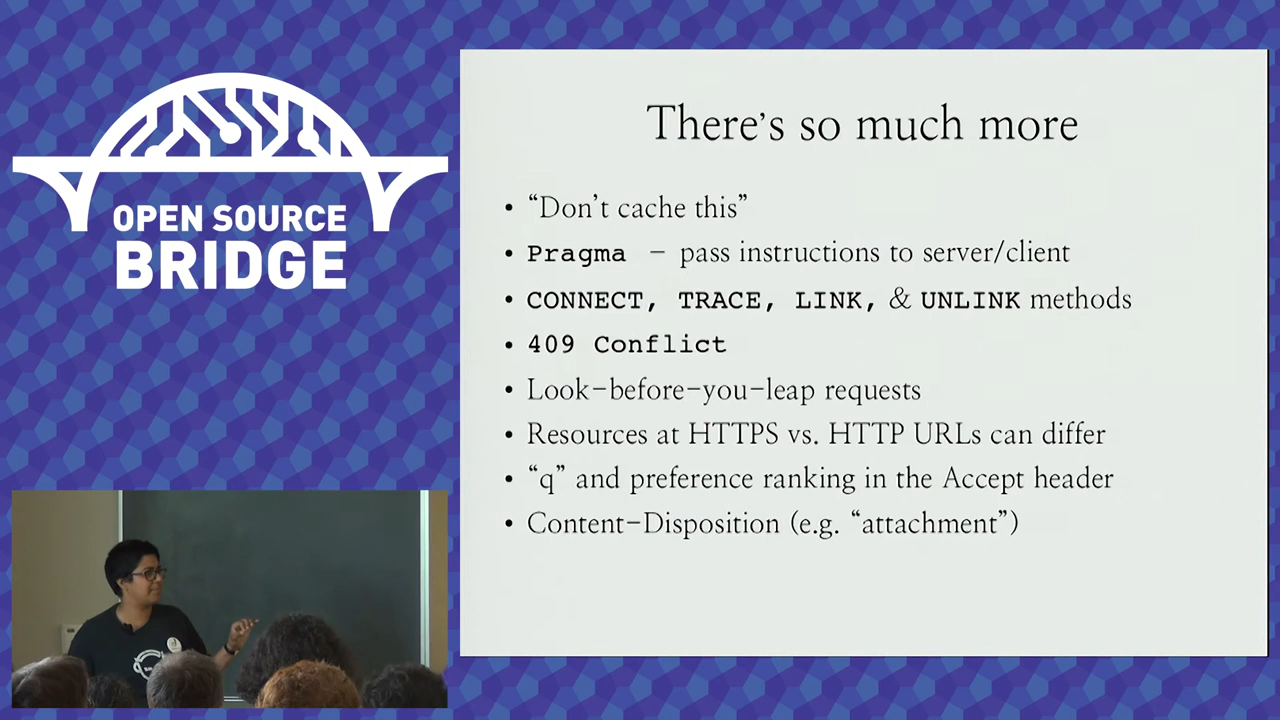 OPEN SOURCE
BRIDGE
There's so much more
• “Don't cache this”
• Pragma – pass instructions to server/client
• CONNECT, TRACE, LINK, & UNLINK methods
• 409 Conflict
• Look-before-you-leap requests
• Resources at HTTPS vs. HTTP URLs can differ
• “q” and preference ranking in the Accept header
• Content-Disposition (e.g. “attachment”)